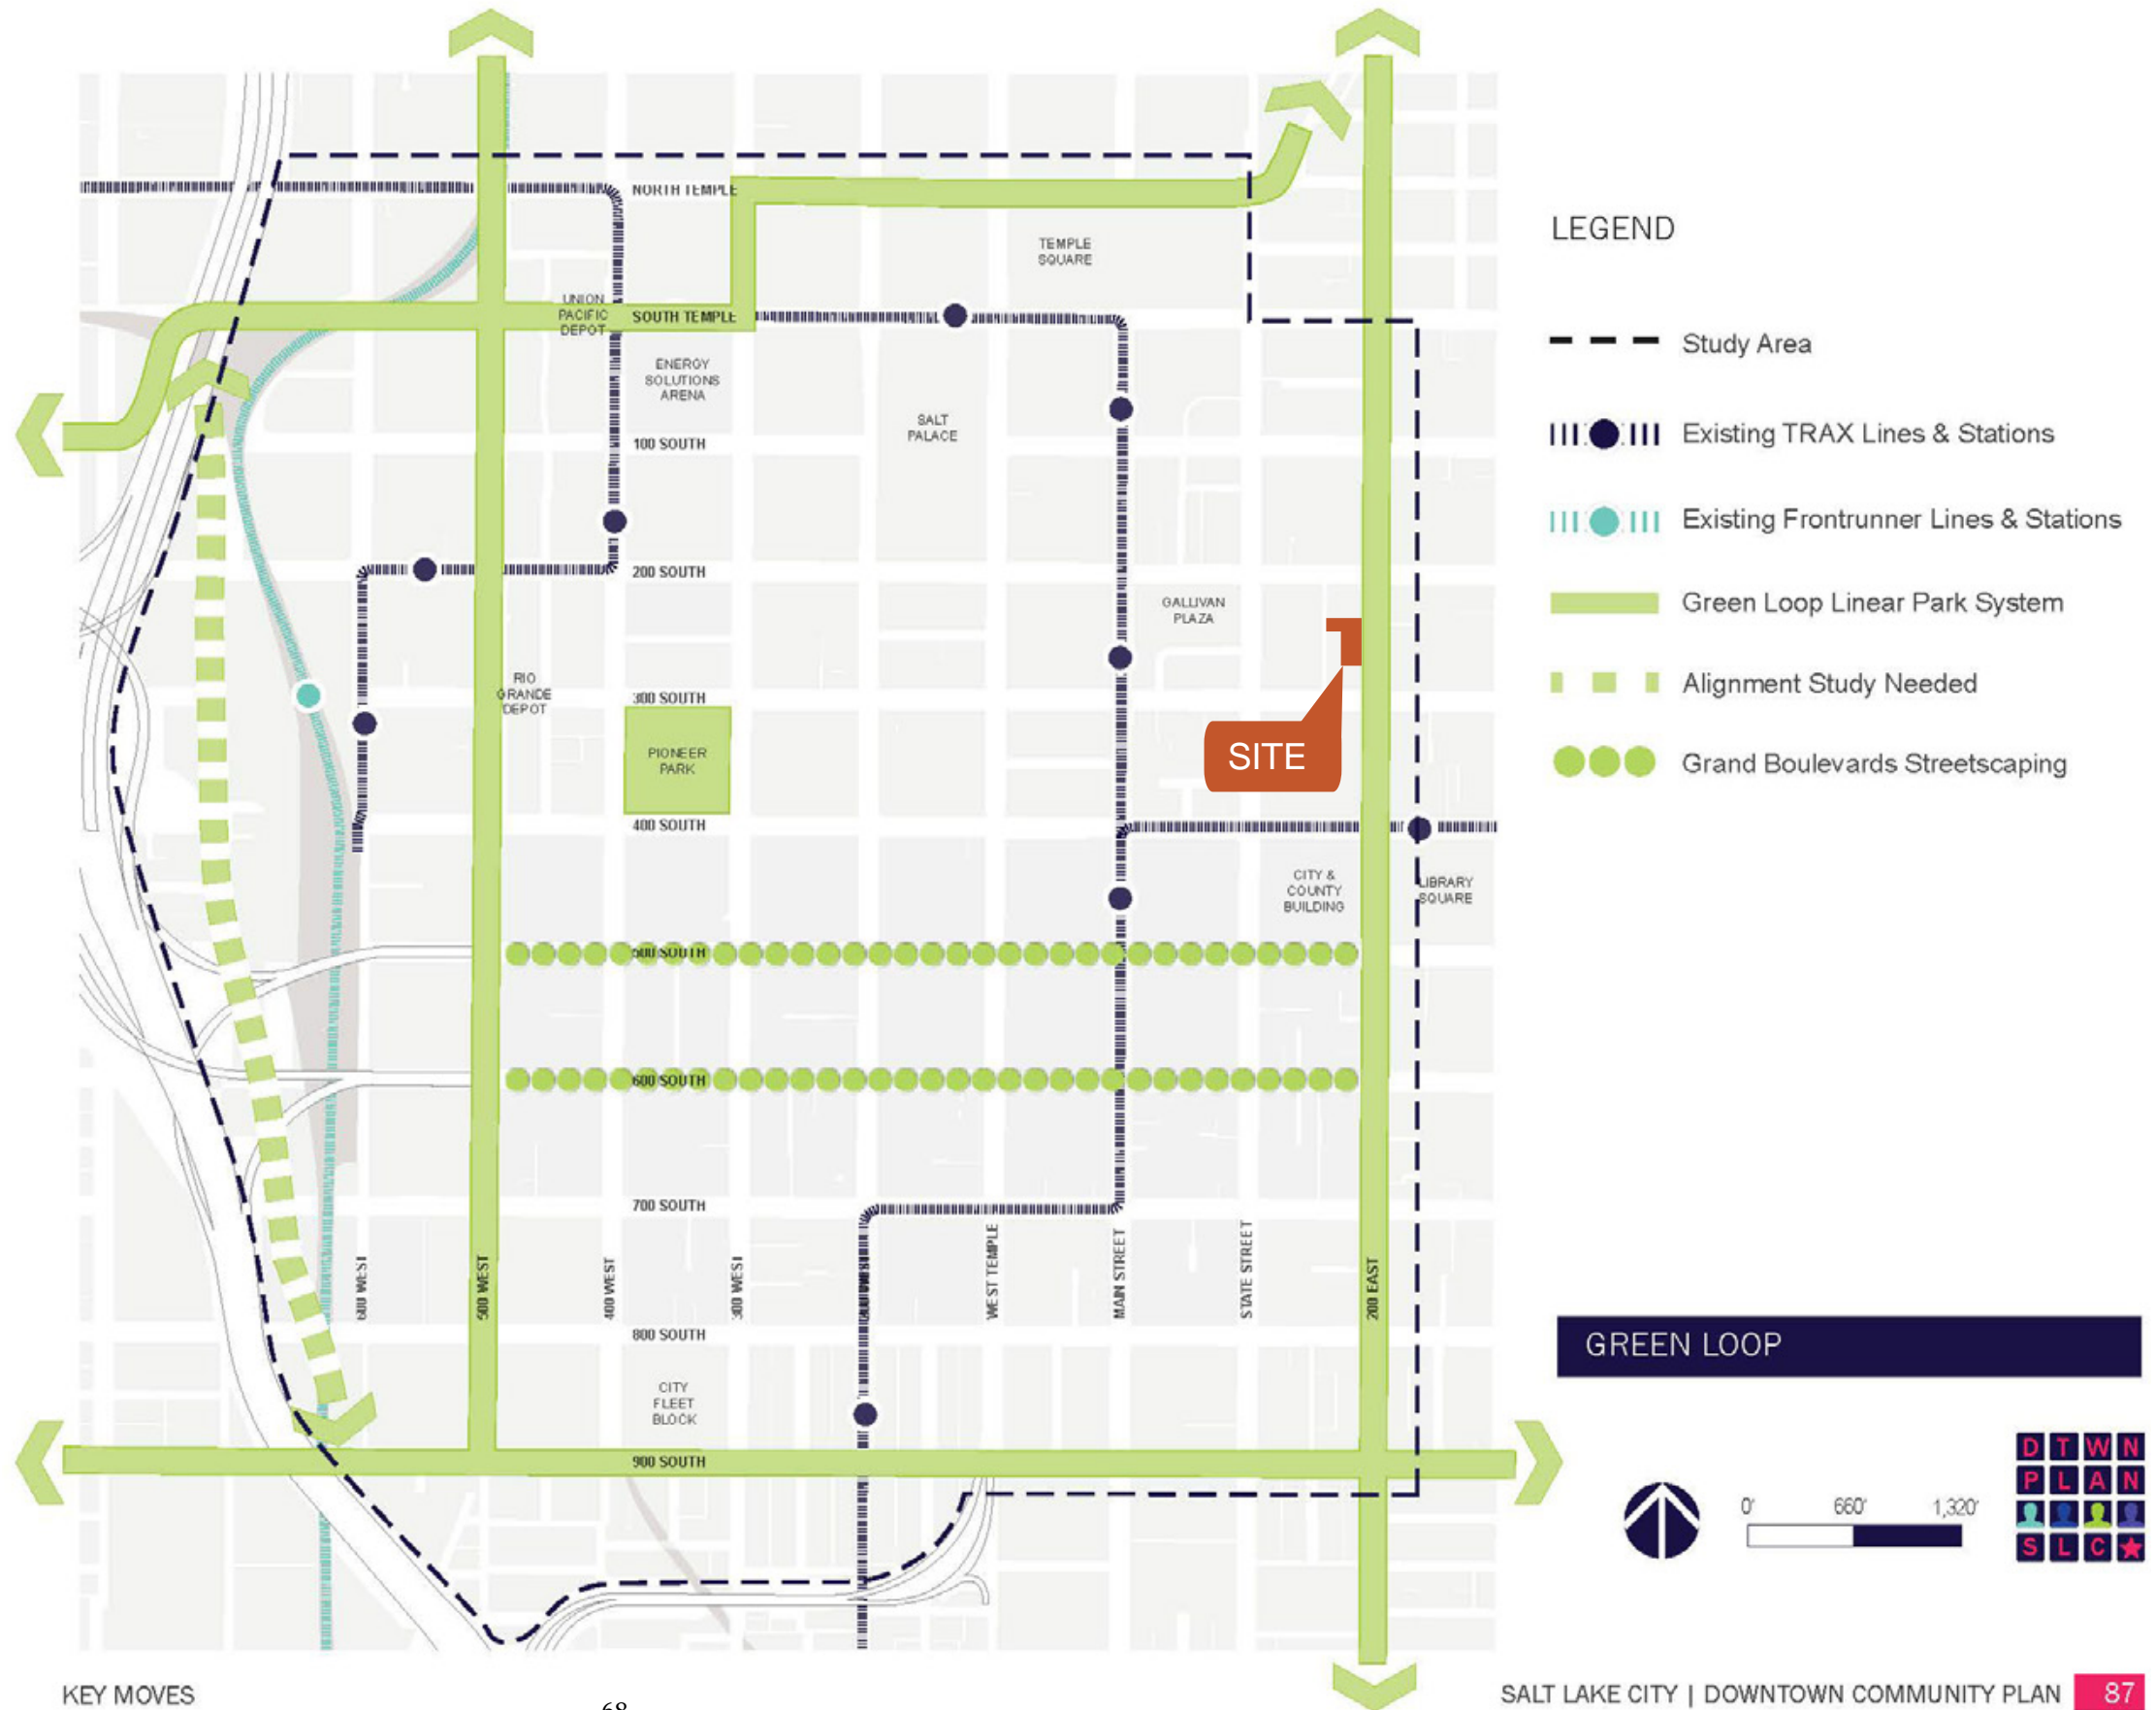 NORTH TEMPLE
TEMPLE
SQUARE
UNION
PACIFIC
DEPOT
SOUTH TEMPLE
ENERGY
SOLUTIONS
ARENA
SALT
PALACE
100 SOUTH
200 SOUTH
GALLIVAN
PLAZA
RIO
GRANDE
DEPOT
300 SOUTH
SITE
PIONEER
PARK
400 SOUTH
CITY &
COUNTY
BUILDING
LIBRARY
SQUARE
500 SOUTH
600 SOUTH
700 SOUTH
600 WEST
500 WEST
400 WEST
300 WEST
WEST TEMPLE
MAIN STREET
STATE STREET
200 EAST
800 SOUTH
CITY
FLEET
BLOCK
900 SOUTH
LEGEND
Study Area
Existing TRAX Lines & Stations
Existing Frontrunner Lines & Stations
Green Loop Linear Park System
Alignment Study Needed
Grand Boulevards Streetscaping
GREEN LOOP
0' 660' 1,320'
DTWN
PLAN
SLC
KEY MOVES
68
SALT LAKE CITY | DOWNTOWN COMMUNITY PLAN 87